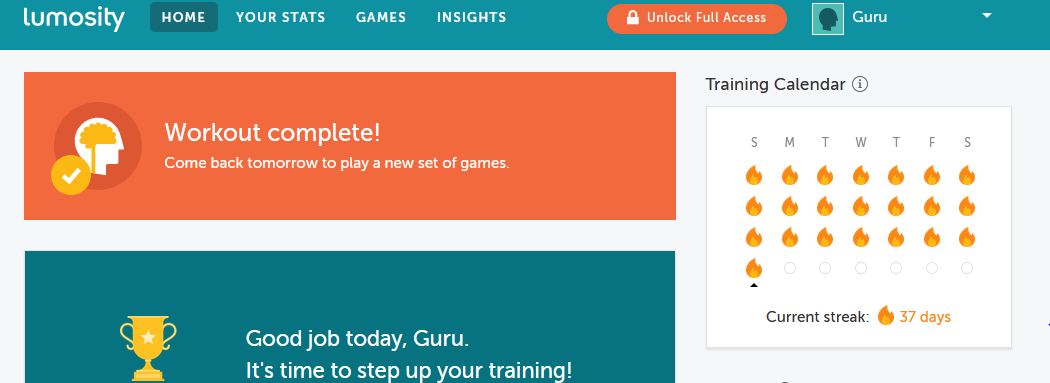 lumosity HOME YOUR STATS GAMES INSIGHTS Unlock Full Access Guru
Workout complete!
Come back tomorrow to play a new set of games.
Good job today, Guru.
It's time to step up your training!
Training Calendar
S M T W T F S
Current streak: 37 days